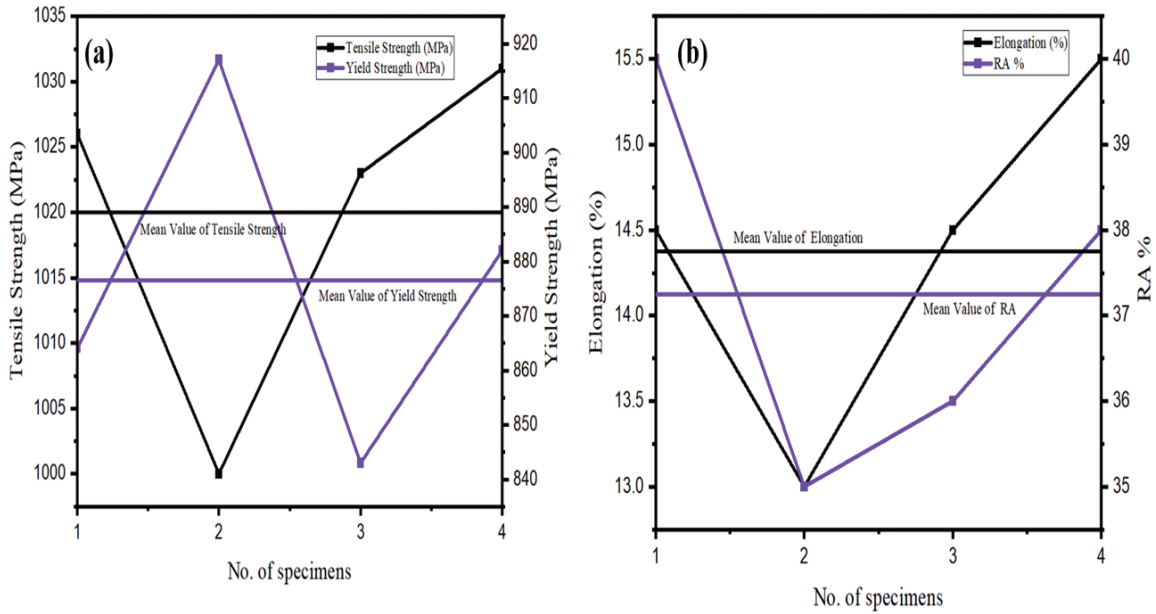 (a)
Tensile Strength (MPa)
Yield Strength (MPa)
1035
1030
1025
1020
1015
1010
1005
1000
Tensile Strength (MPa)
Mean Value of Tensile Strength
Mean Value of Yield Strength
920
910
900
890
880
870
860
850
840
Yield Strength (MPa)
1 2 3 4
No. of specimens
(b)
Elongation (%)
RA %
15.5
15.0
14.5
14.0
13.5
13.0
Elongation (%)
Mean Value of Elongation
Mean Value of RA
40
39
38
37
36
35
RA %
1 2 3 4
No. of specimens